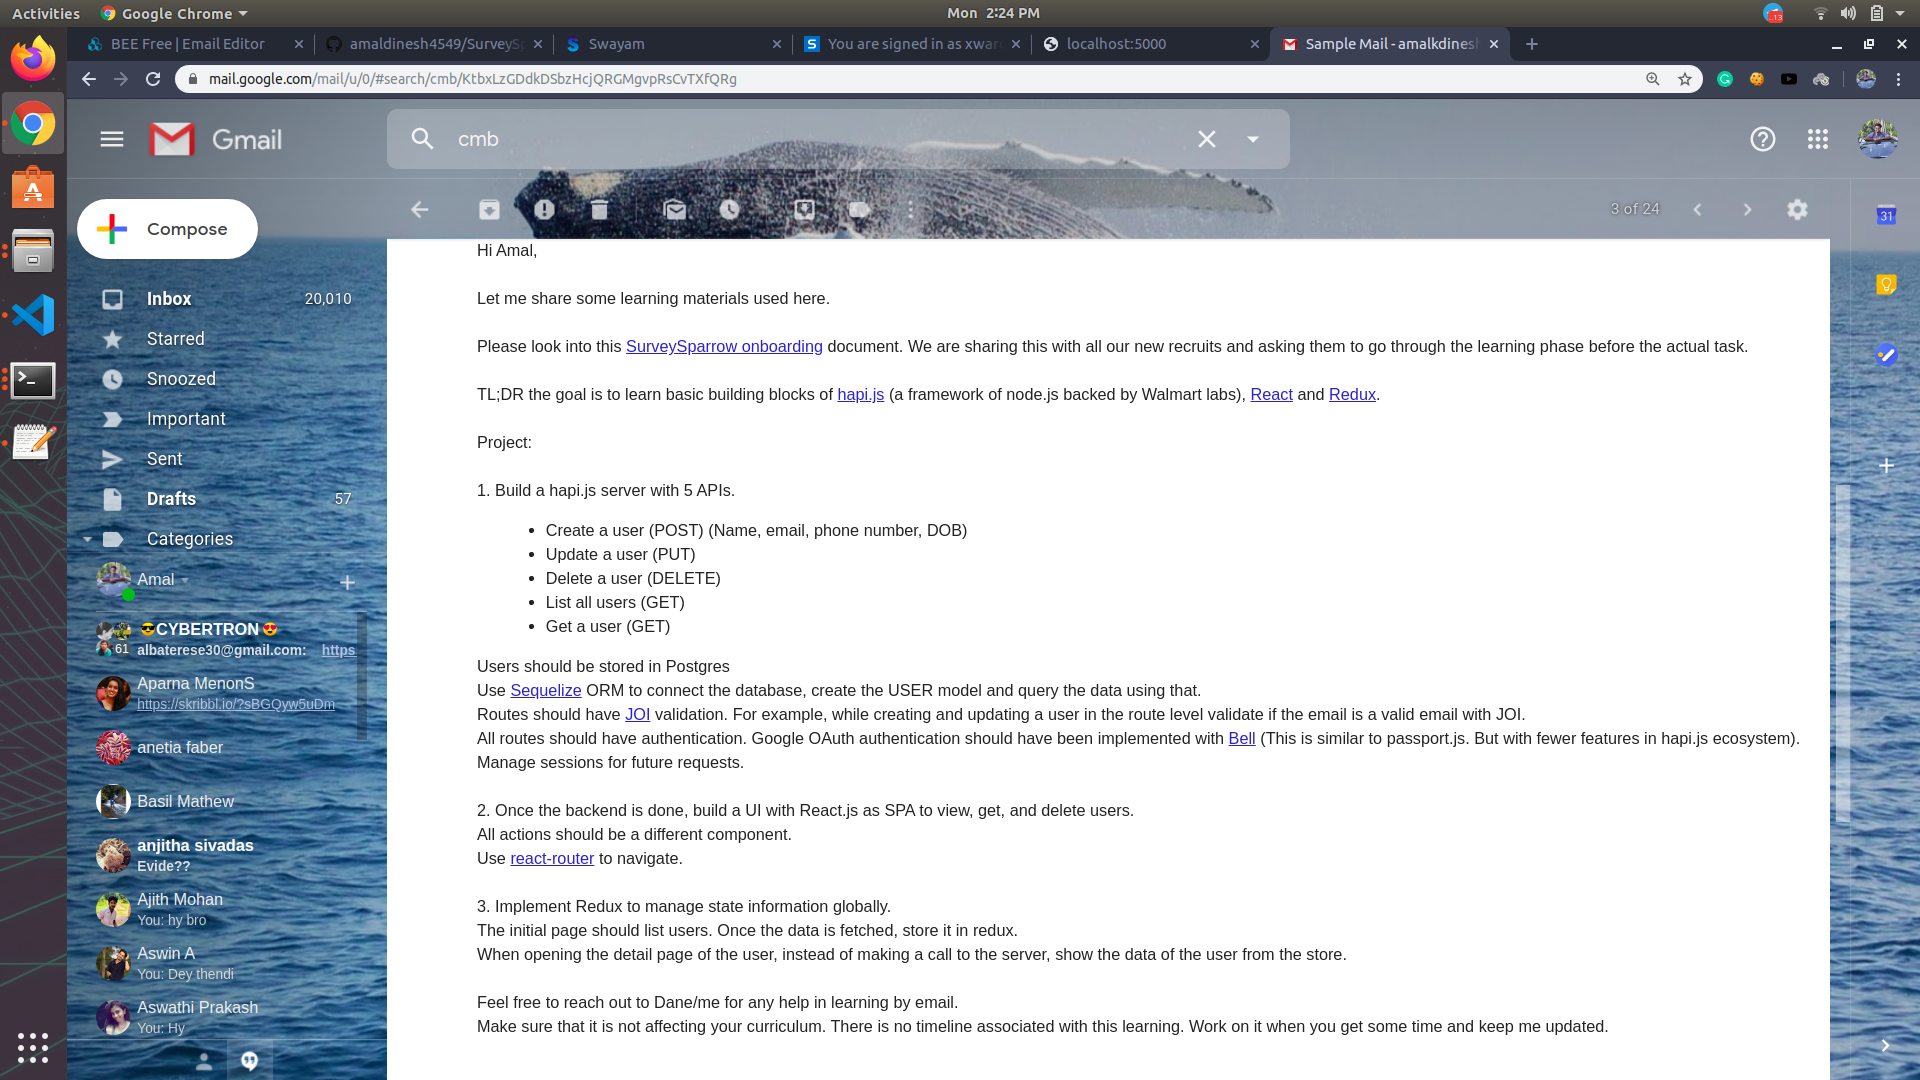 Activities Google Chrome Mon 2:24 PM
BEE Free | Email Editor amaldinesh4549/SurveySp Swayam You are signed in as xwar localhost:5000 Sample Mail - amalkdinesh
mail.google.com/mail/u/0/#search/cmb/KtbxLzGDdkDSbzHcjQRGMgvpRsCvTXfQRg
Gmail
cmb
Compose
3 of 24
31
Inbox 20,010
Starred
Snoozed
Important
Sent
Drafts 57
Categories
Amal
😎CYBERTRON😍
61 albaterese30@gmail.com: https
Aparna MenonS
https://skribbl.io/?sBGQyw5uDm
anetia faber
Basil Mathew
anjitha sivadas
Evide??
Ajith Mohan
You: hy bro
Aswin A
You: Dey thendi
Aswathi Prakash
You: Hy
Hi Amal,
Let me share some learning materials used here.
Please look into this SurveySparrow onboarding document. We are sharing this with all our new recruits and asking them to go through the learning phase before the actual task.
TL;DR the goal is to learn basic building blocks of hapi.js (a framework of node.js backed by Walmart labs), React and Redux.
Project:
1. Build a hapi.js server with 5 APIs.
• Create a user (POST) (Name, email, phone number, DOB)
• Update a user (PUT)
• Delete a user (DELETE)
• List all users (GET)
• Get a user (GET)
Users should be stored in Postgres
Use Sequelize ORM to connect the database, create the USER model and query the data using that.
Routes should have JOI validation. For example, while creating and updating a user in the route level validate if the email is a valid email with JOI.
All routes should have authentication. Google OAuth authentication should have been implemented with Bell (This is similar to passport.js. But with fewer features in hapi.js ecosystem).
Manage sessions for future requests.
2. Once the backend is done, build a UI with React.js as SPA to view, get, and delete users.
All actions should be a different component.
Use react-router to navigate.
3. Implement Redux to manage state information globally.
The initial page should list users. Once the data is fetched, store it in redux.
When opening the detail page of the user, instead of making a call to the server, show the data of the user from the store.
Feel free to reach out to Dane/me for any help in learning by email.
Make sure that it is not affecting your curriculum. There is no timeline associated with this learning. Work on it when you get some time and keep me updated.